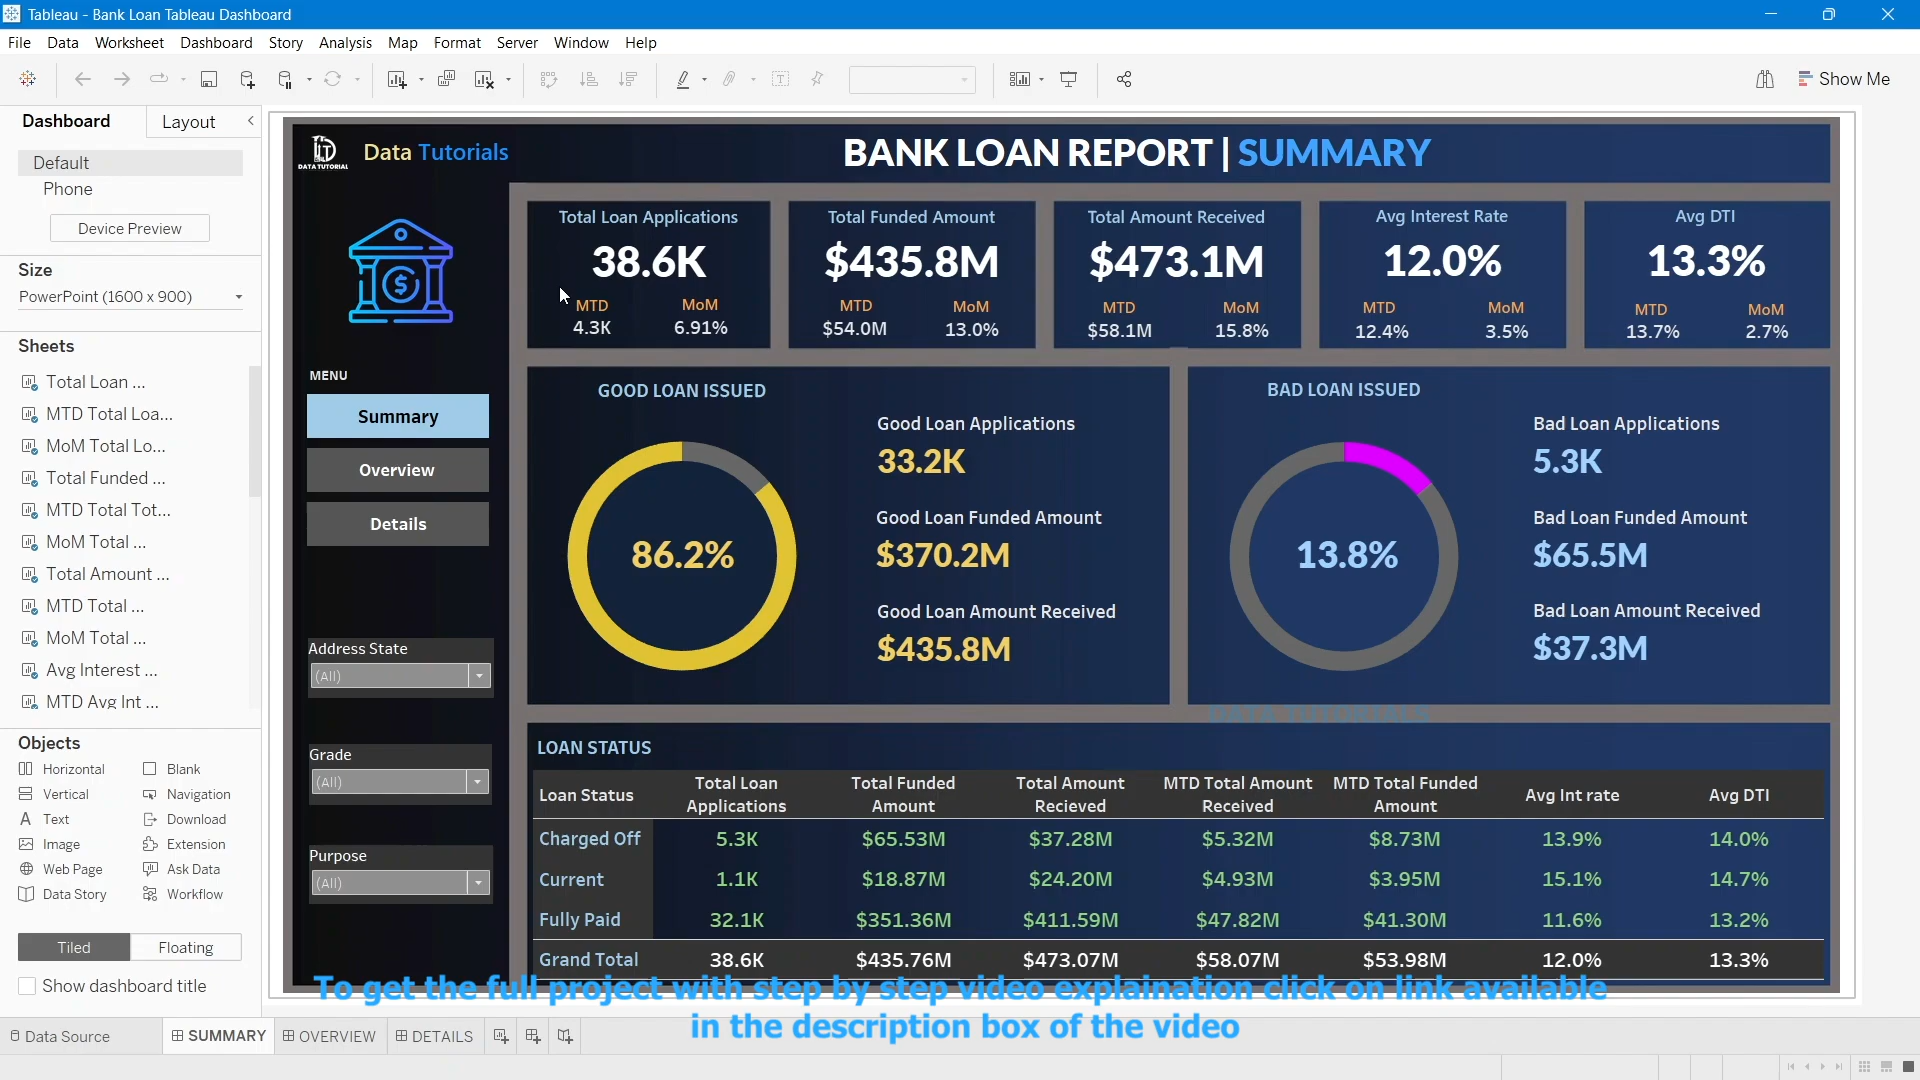 Tableau - Bank Loan Tableau Dashboard
File Data Worksheet Dashboard Story Analysis Map Format Server Window Help
Show Me
Dashboard Layout
Default
Phone
Device Preview
Size
PowerPoint (1600 x 900)
Sheets
Total Loan ...
MTD Total Loa...
MoM Total Lo...
Total Funded ...
MTD Total Tot...
MoM Total ...
Total Amount ...
MTD Total ...
MoM Total ...
Avg Interest ...
MTD Avg Int ...
Objects
Horizontal Blank
Vertical Navigation
Text Download
Image Extension
Web Page Ask Data
Data Story Workflow
Tiled Floating
Show dashboard title
DATA TUTORIAL
Data Tutorials
BANK LOAN REPORT | SUMMARY
MENU
Summary
Overview
Details
Address State
(All)
Grade
(All)
Purpose
(All)
Total Loan Applications
38.6K
MTD MoM
4.3K 6.91%
Total Funded Amount
$435.8M
MTD MoM
$54.0M 13.0%
Total Amount Received
$473.1M
MTD MoM
$58.1M 15.8%
Avg Interest Rate
12.0%
MTD MoM
12.4% 3.5%
Avg DTI
13.3%
MTD MoM
13.7% 2.7%
GOOD LOAN ISSUED
86.2%
Good Loan Applications
33.2K
Good Loan Funded Amount
$370.2M
Good Loan Amount Received
$435.8M
BAD LOAN ISSUED
13.8%
Bad Loan Applications
5.3K
Bad Loan Funded Amount
$65.5M
Bad Loan Amount Received
$37.3M
DATA TUTORIALS
LOAN STATUS
Loan Status Total Loan Applications Total Funded Amount Total Amount Recieved MTD Total Amount Received MTD Total Funded Amount Avg Int rate Avg DTI
Charged Off 5.3K $65.53M $37.28M $5.32M $8.73M 13.9% 14.0%
Current 1.1K $18.87M $24.20M $4.93M $3.95M 15.1% 14.7%
Fully Paid 32.1K $351.36M $411.59M $47.82M $41.30M 11.6% 13.2%
Grand Total 38.6K $435.76M $473.07M $58.07M $53.98M 12.0% 13.3%
To get the full project with step by step video explaination click on link available
in the description box of the video
Data Source SUMMARY OVERVIEW DETAILS